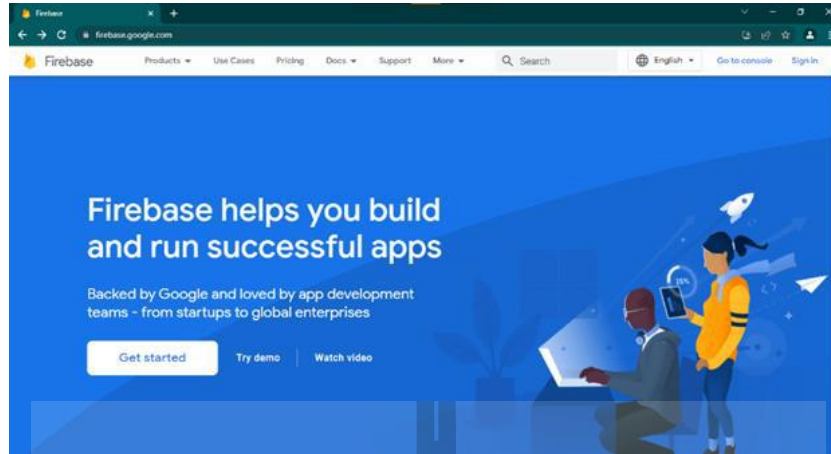 Firebase
firebase.google.com
Firebase Products Use Cases Pricing Docs Support More Search English Go to console Sign in
Firebase helps you build
and run successful apps
Backed by Google and loved by app development
teams - from startups to global enterprises
Get started Try demo Watch video
25%